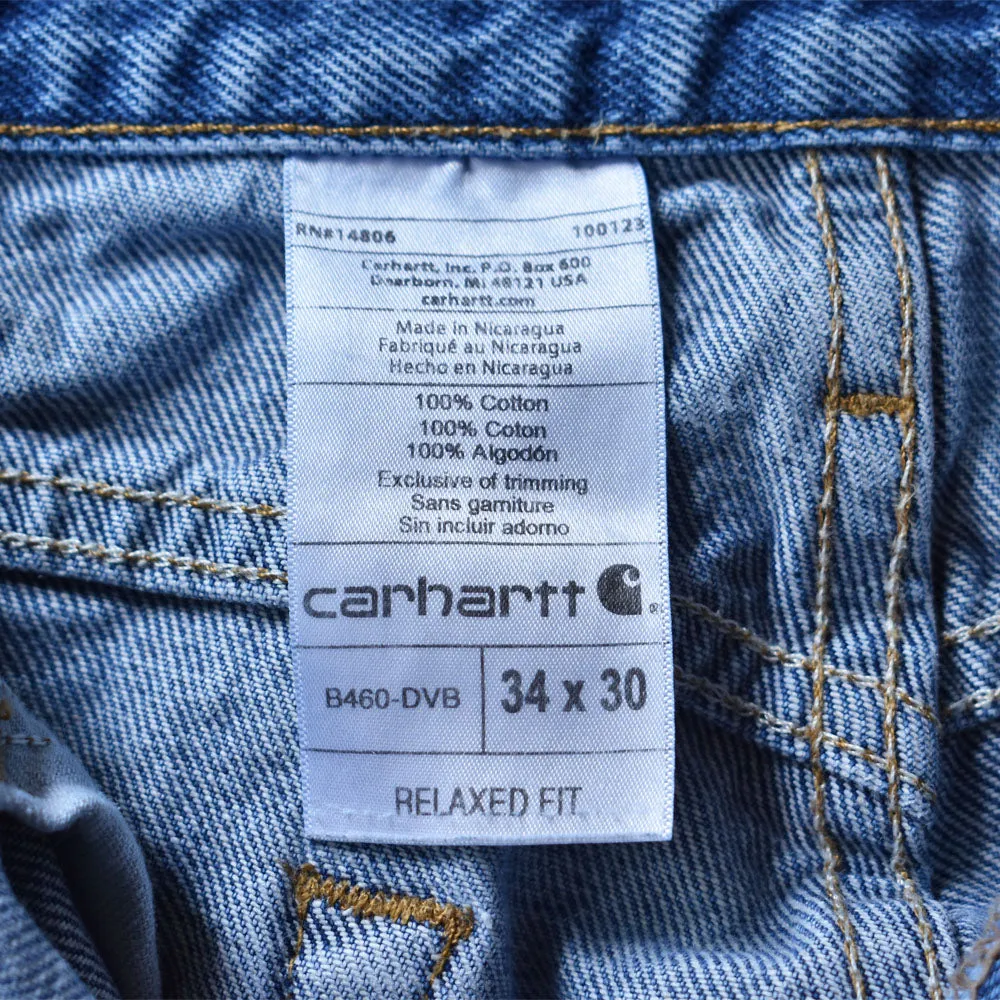 RN#14806 100123
Carhartt, Inc. P.O. Box 600
Dearborn, MI 48121 USA
carhartt.com
Made in Nicaragua
Fabriqué au Nicaragua
Hecho en Nicaragua
100% Cotton
100% Coton
100% Algodón
Exclusive of trimming
Sans garniture
Sin incluir adorno
carhartt ®
B460-DVB 34 x 30
RELAXED FIT